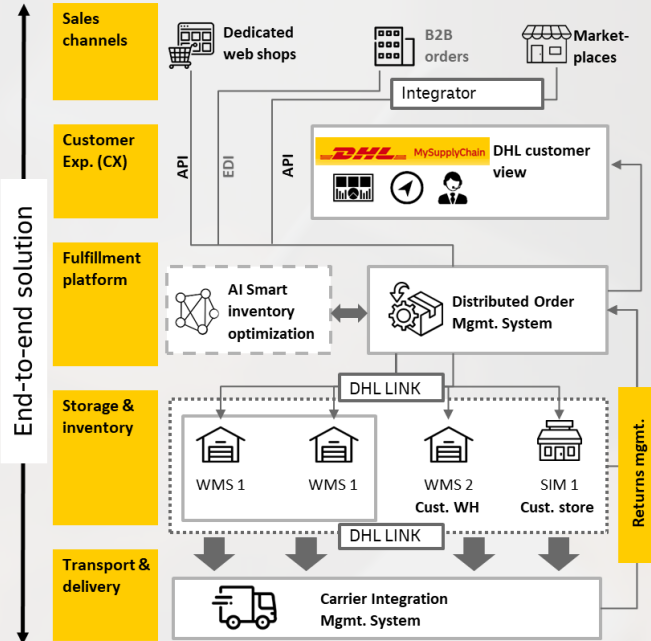 Sales
channels
Dedicated
web shops
B2B
orders
Market-
places
Integrator
Customer
Exp. (CX)
API
EDI
API
DHL
MySupplyChain
DHL customer
view
End-to-end solution
Fulfillment
platform
AI Smart
inventory
optimization
Distributed Order
Mgmt. System
DHL LINK
Storage &
inventory
WMS 1
WMS 1
WMS 2
Cust. WH
SIM 1
Cust. store
Returns mgmt.
DHL LINK
Transport &
delivery
Carrier Integration
Mgmt. System